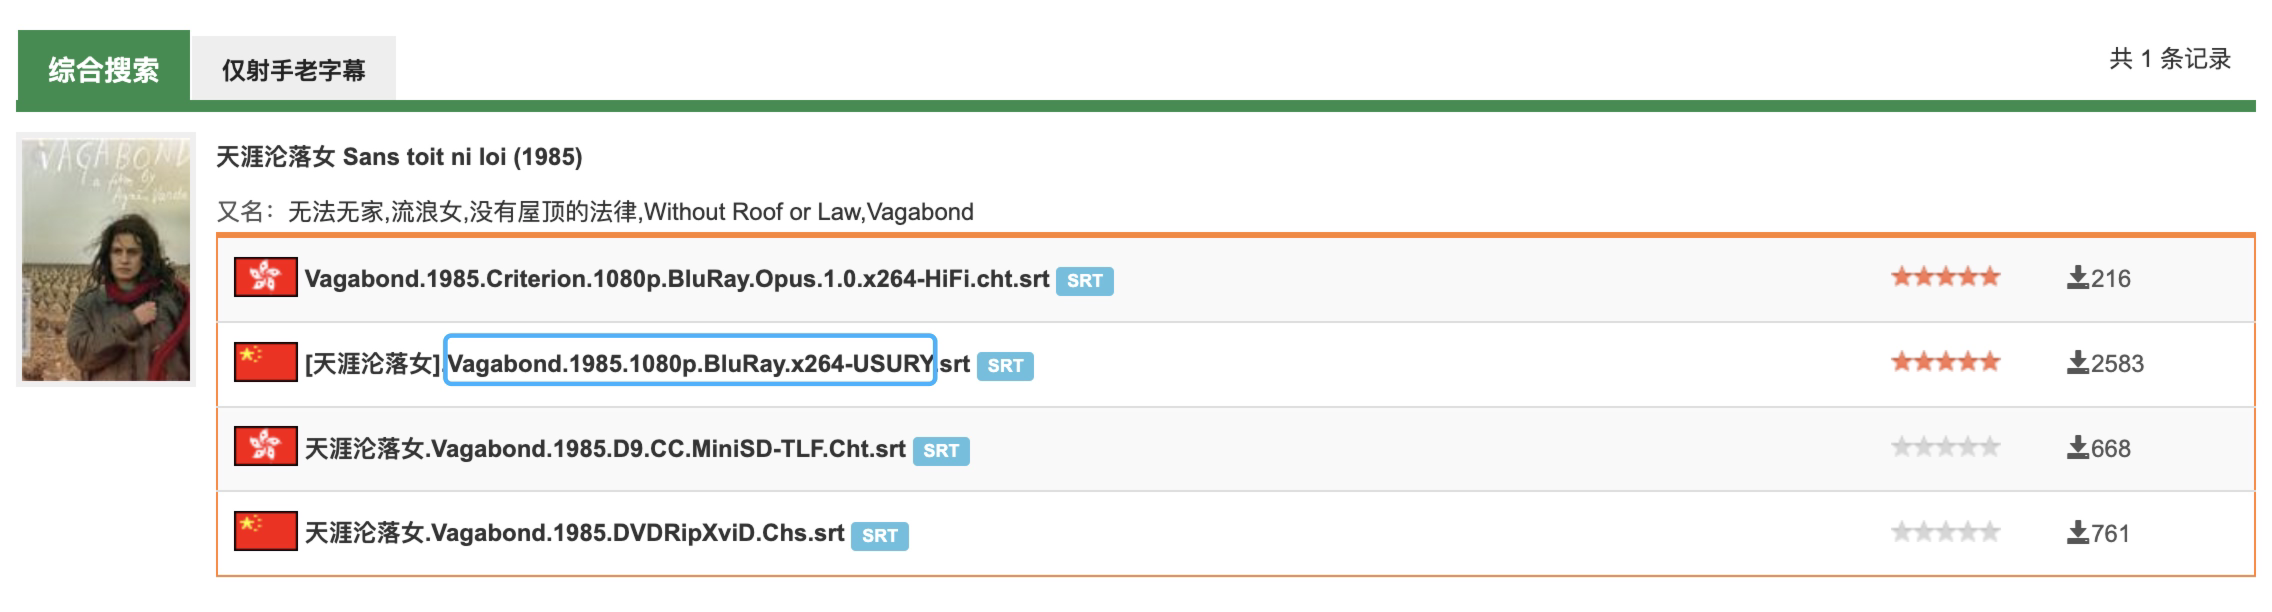 综合搜索
仅射手老字幕
共 1 条记录
VAGABOND
a film by
Agnès Varda
天涯沦落女 Sans toit ni loi (1985)
又名：无法无家,流浪女,没有屋顶的法律,Without Roof or Law,Vagabond
Vagabond.1985.Criterion.1080p.BluRay.Opus.1.0.x264-HiFi.cht.srt SRT 216
[天涯沦落女].Vagabond.1985.1080p.BluRay.x264-USURY.srt SRT 2583
天涯沦落女.Vagabond.1985.D9.CC.MiniSD-TLF.Cht.srt SRT 668
天涯沦落女.Vagabond.1985.DVDRipXviD.Chs.srt SRT 761